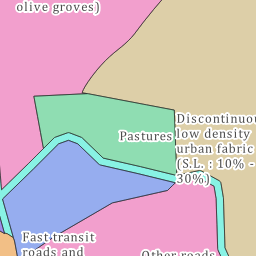 olive groves)
Pastures
Discontinuou
low density
urban fabric
(S.L. : 10% -
30%)
Fast transit
roads and
Other roads